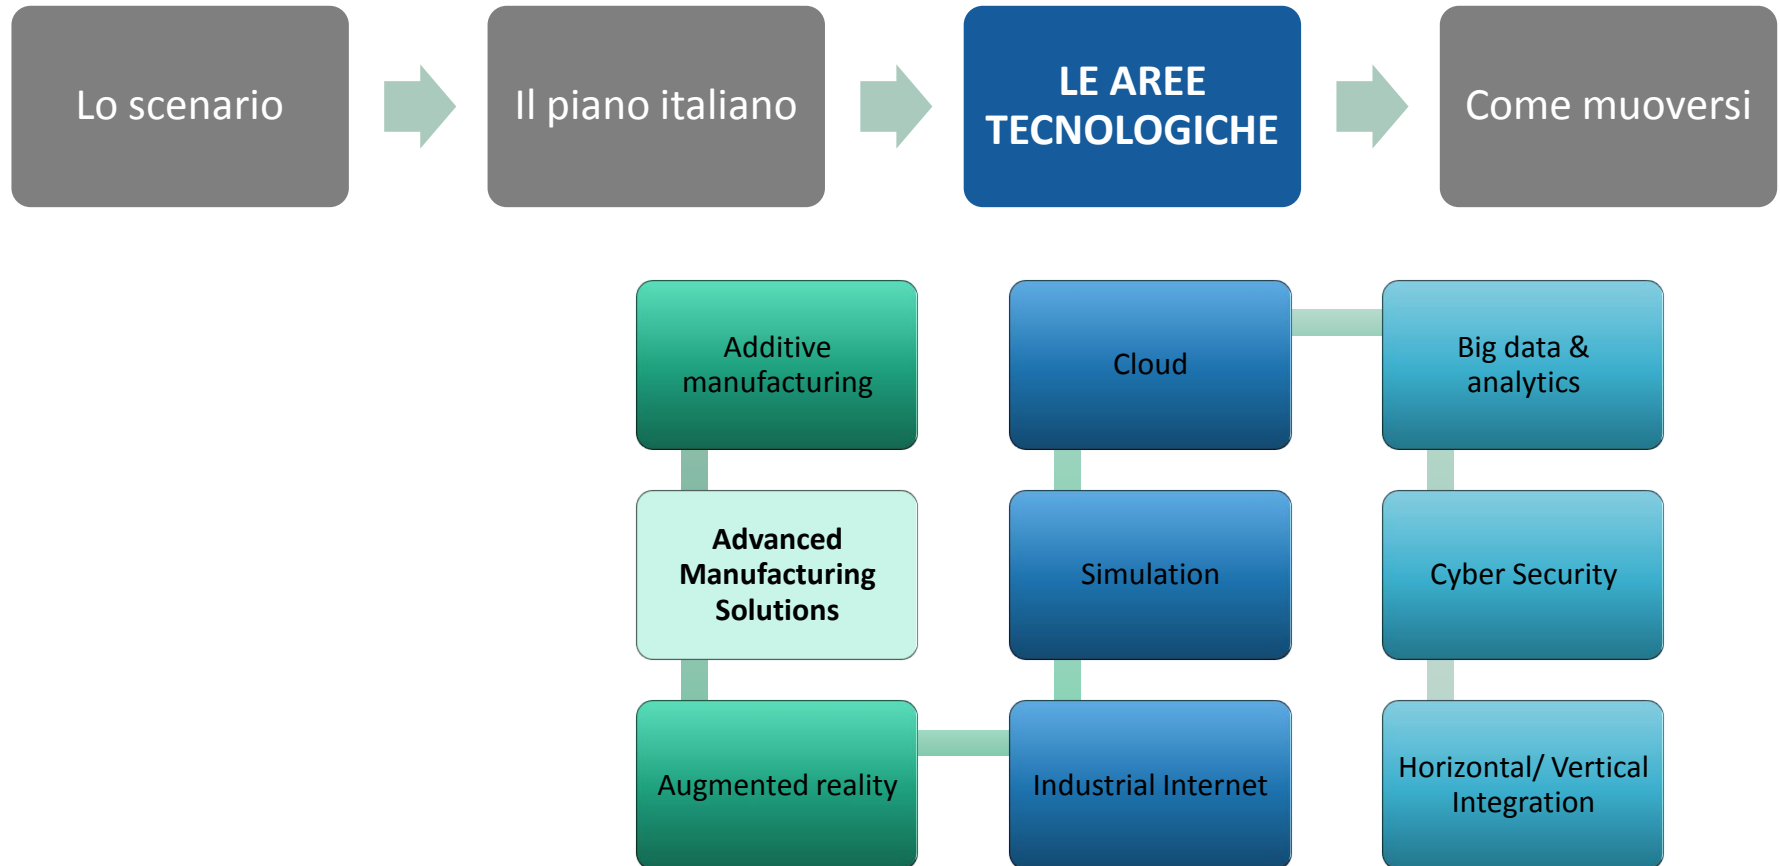 Lo scenario
Il piano italiano
LE AREE
TECNOLOGICHE
Come muoversi
Additive
manufacturing
Advanced
Manufacturing
Solutions
Augmented reality
Cloud
Simulation
Industrial Internet
Big data &
analytics
Cyber Security
Horizontal/ Vertical
Integration